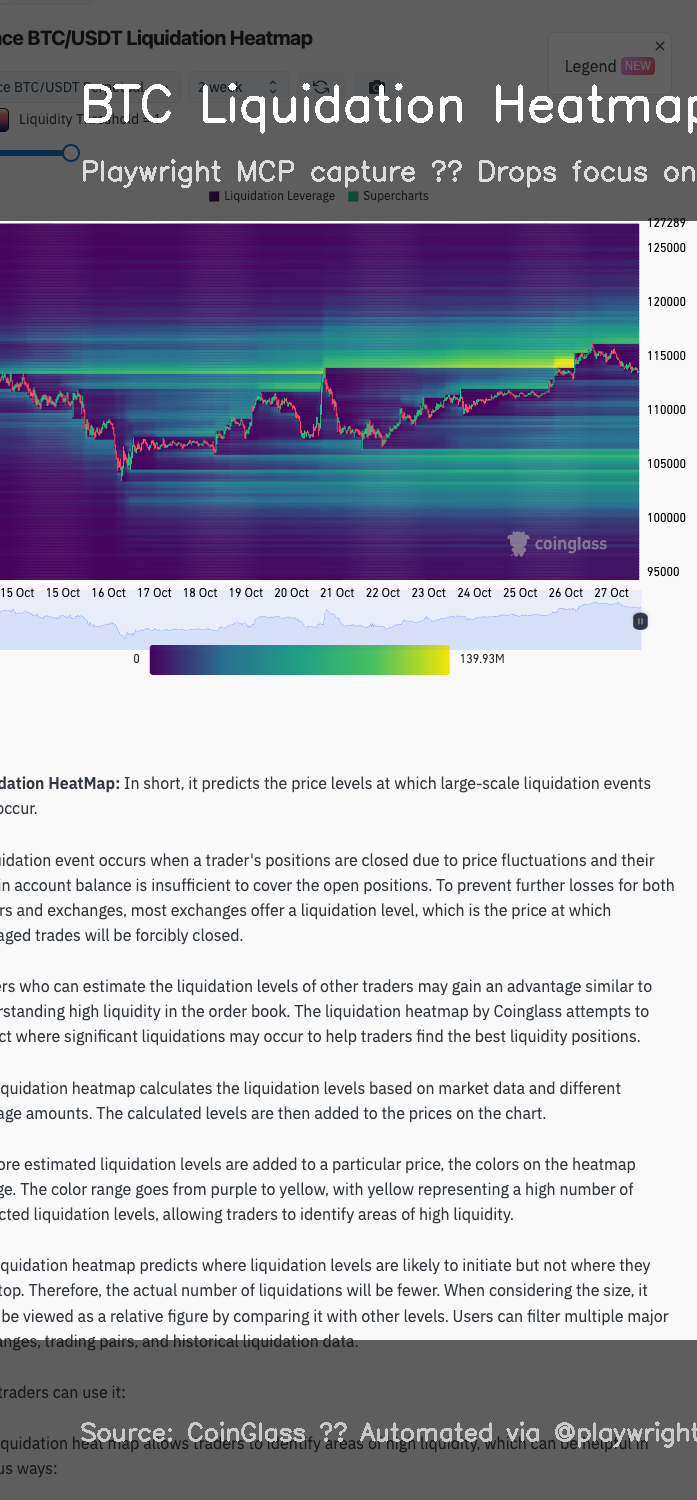 ce BTC/USDT Liquidation Heatmap
Legend NEW
ce BTC/USDT
2 week
BTC Liquidation Heatmap
Liquidity Threshold =
Playwright MCP capture ?? Drops focus on
Liquidation Leverage Supercharts
127289
125000
120000
115000
110000
105000
100000
95000
coinglass
15 Oct 15 Oct 16 Oct 17 Oct 18 Oct 19 Oct 20 Oct 21 Oct 22 Oct 23 Oct 24 Oct 25 Oct 26 Oct 27 Oct
0 139.93M
dation HeatMap: In short, it predicts the price levels at which large-scale liquidation events
occur.
uidation event occurs when a trader's positions are closed due to price fluctuations and their
in account balance is insufficient to cover the open positions. To prevent further losses for both
rs and exchanges, most exchanges offer a liquidation level, which is the price at which
aged trades will be forcibly closed.
ers who can estimate the liquidation levels of other traders may gain an advantage similar to
rstanding high liquidity in the order book. The liquidation heatmap by Coinglass attempts to
ct where significant liquidations may occur to help traders find the best liquidity positions.
quidation heatmap calculates the liquidation levels based on market data and different
age amounts. The calculated levels are then added to the prices on the chart.
ore estimated liquidation levels are added to a particular price, the colors on the heatmap
ge. The color range goes from purple to yellow, with yellow representing a high number of
cted liquidation levels, allowing traders to identify areas of high liquidity.
quidation heatmap predicts where liquidation levels are likely to initiate but not where they
top. Therefore, the actual number of liquidations will be fewer. When considering the size, it
be viewed as a relative figure by comparing it with other levels. Users can filter multiple major
anges, trading pairs, and historical liquidation data.
traders can use it:
Source: CoinGlass ?? Automated via @playwright
quidation heat map allows traders to identify areas of high liquidity, which can be helpful in
us ways: